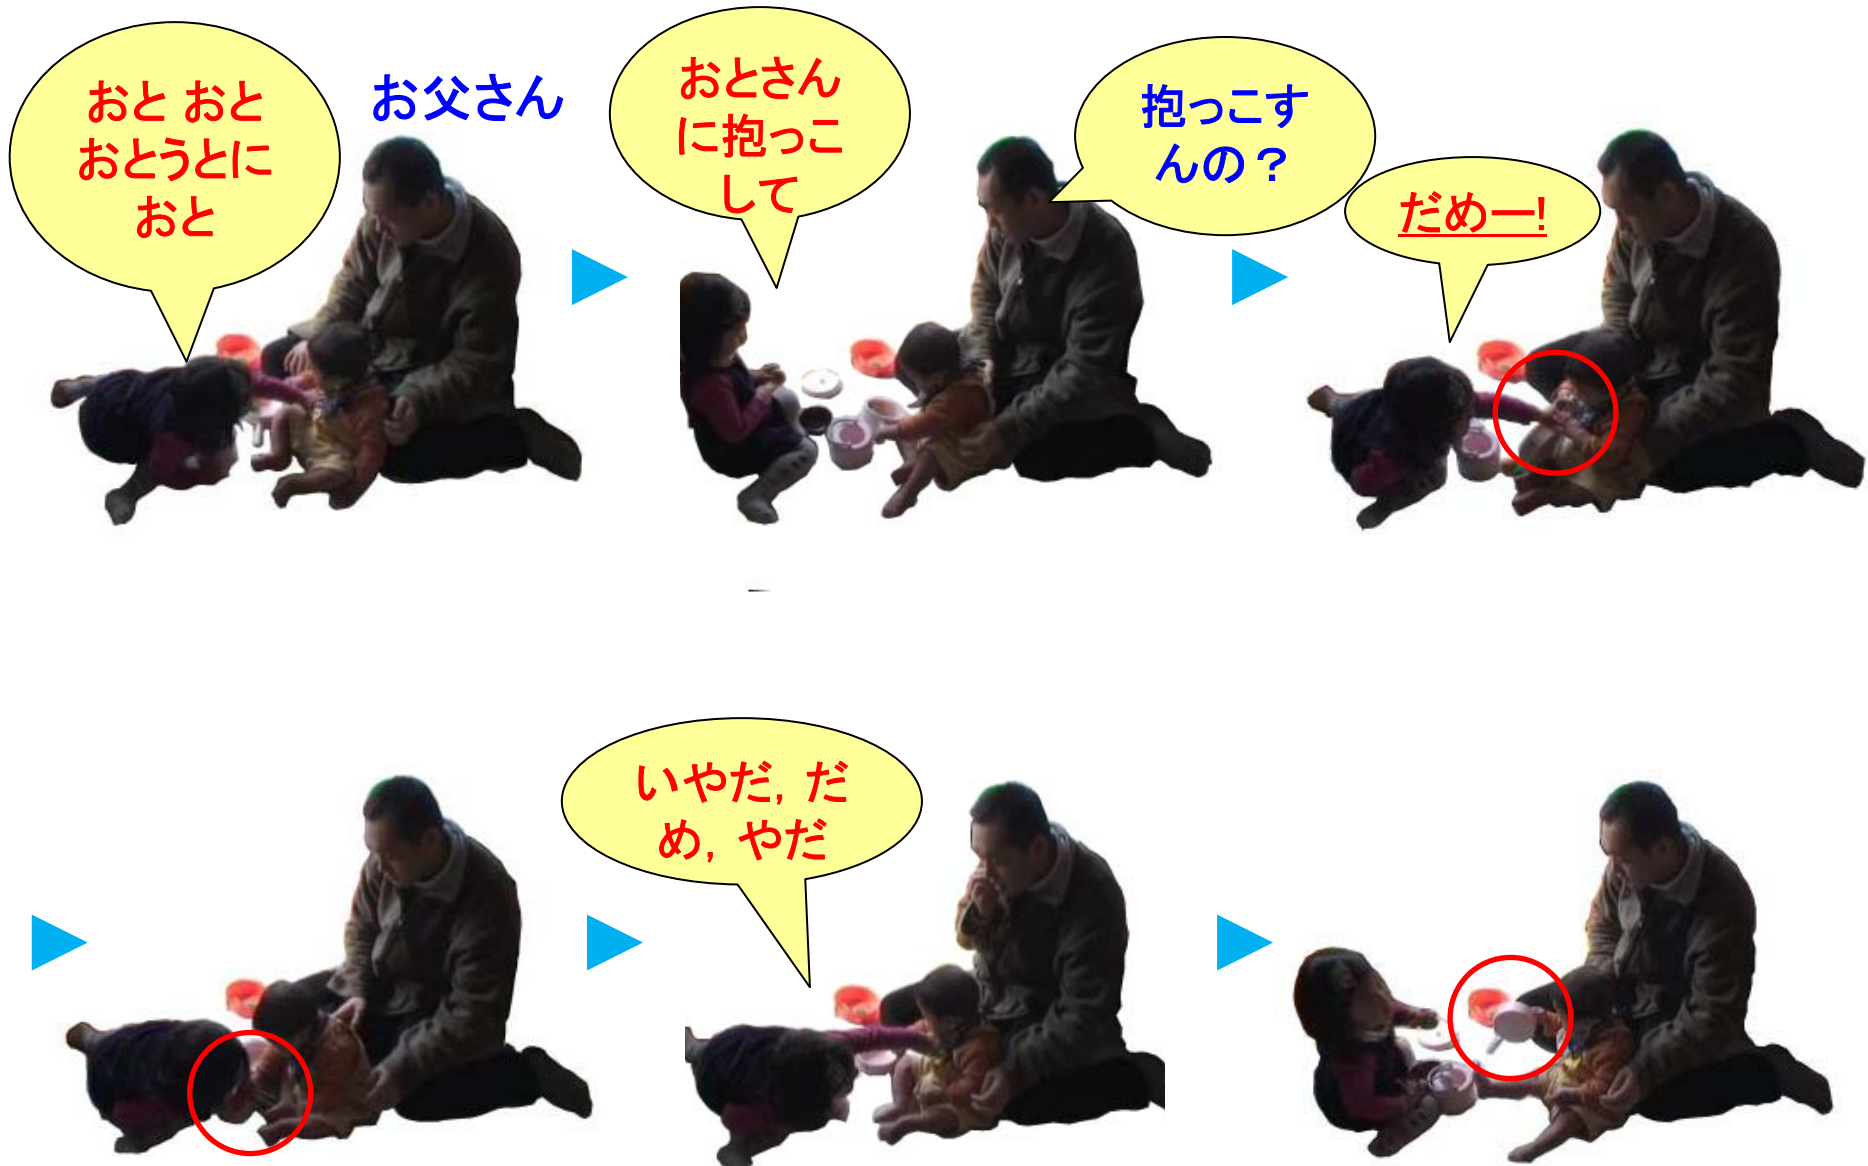 おと おと
おとうとに
おと
お父さん
おとさん
に抱っこ
して
抱っこす
んの？
だめー!
いやだ, だ
め, やだ